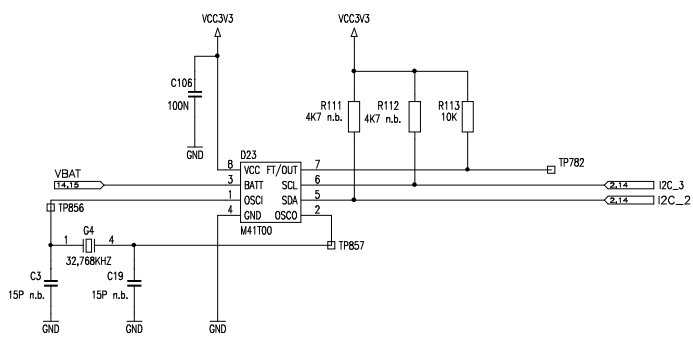 VCC3V3
VCC3V3
C106
100N
GND
R111
4K7 n.b.
R112
4K7 n.b.
R113
10K
D23
8 VCC FT/OUT 7
TP782
VBAT
14,15
3 BATT SCL 6
2,14 I2C_3
1 OSCI SDA 5
2,14 I2C_2
TP856
4 GND OSCO 2
M41T00
G4
1 4
TP857
32,768KHZ
C3
15P n.b.
C19
15P n.b.
GND
GND
GND